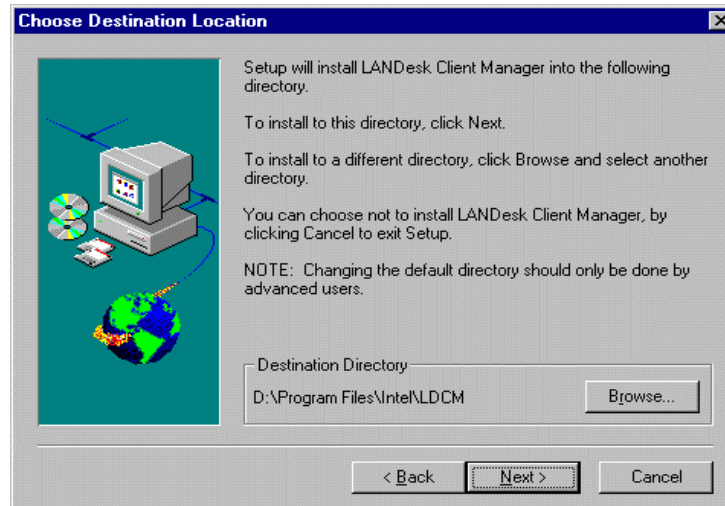 Choose Destination Location
Setup will install LANDesk Client Manager into the following
directory.
To install to this directory, click Next.
To install to a different directory, click Browse and select another
directory.
You can choose not to install LANDesk Client Manager, by
clicking Cancel to exit Setup.
NOTE:  Changing the default directory should only be done by
advanced users.
Destination Directory
D:\Program Files\Intel\LDCM
Browse...
< Back
Next >
Cancel